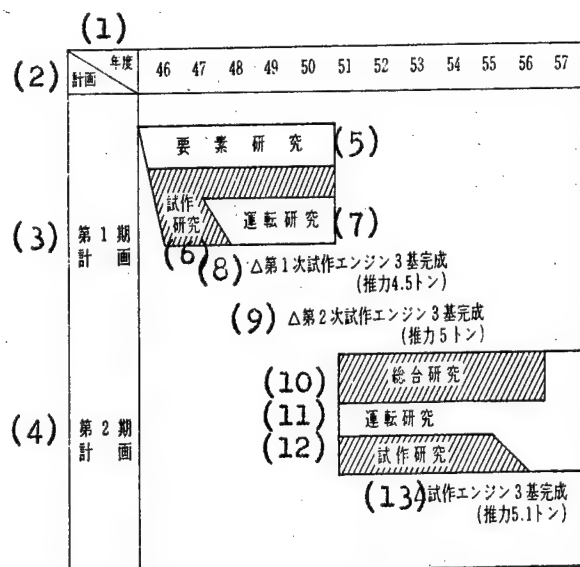 (1)
年度
(2) 計画 46 47 48 49 50 51 52 53 54 55 56 57
要素研究 (5)
試作
研究
運転研究 (7)
(3) 第1期
計画
(6)
(8) △第1次試作エンジン3基完成
(推力4.5トン)
(9) △第2次試作エンジン3基完成
(推力5トン)
(10) 総合研究
(11) 運転研究
(4) 第2期
計画
(12) 試作研究
(13) 試作エンジン3基完成
(推力5.1トン)